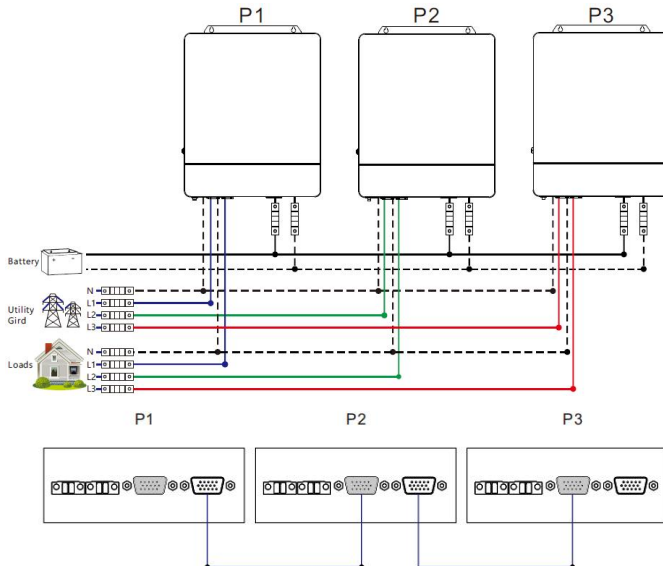 P1 P2 P3
Battery
N
L1
Utility L2
Gird L3
N
Loads L1
L2
L3
P1 P2 P3